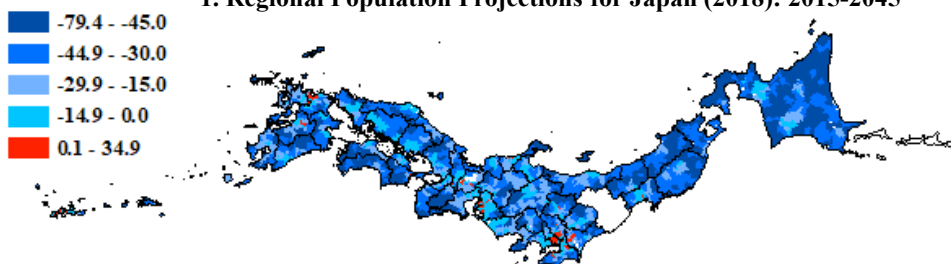 1. Regional Population Projections for Japan (2018): 2015-2045
-79.4 - -45.0
-44.9 - -30.0
-29.9 - -15.0
-14.9 - 0.0
0.1 - 34.9